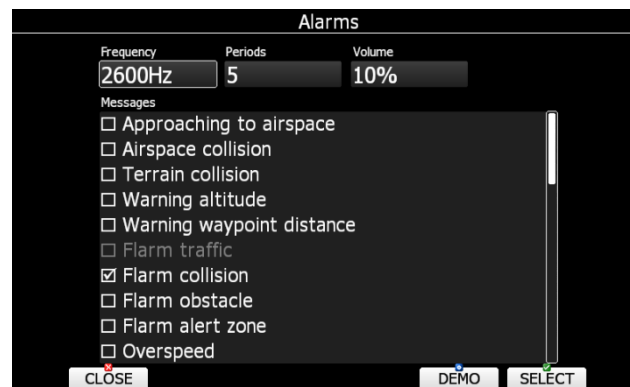 Alarms
Frequency Periods Volume
2600Hz 5 10%
Messages
Approaching to airspace
Airspace collision
Terrain collision
Warning altitude
Warning waypoint distance
Flarm traffic
Flarm collision
Flarm obstacle
Flarm alert zone
Overspeed
CLOSE DEMO SELECT